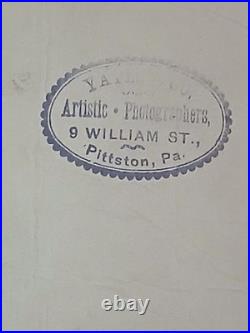 Artistic • Photographers,
9 WILLIAM ST.,
Pittston, Pa.